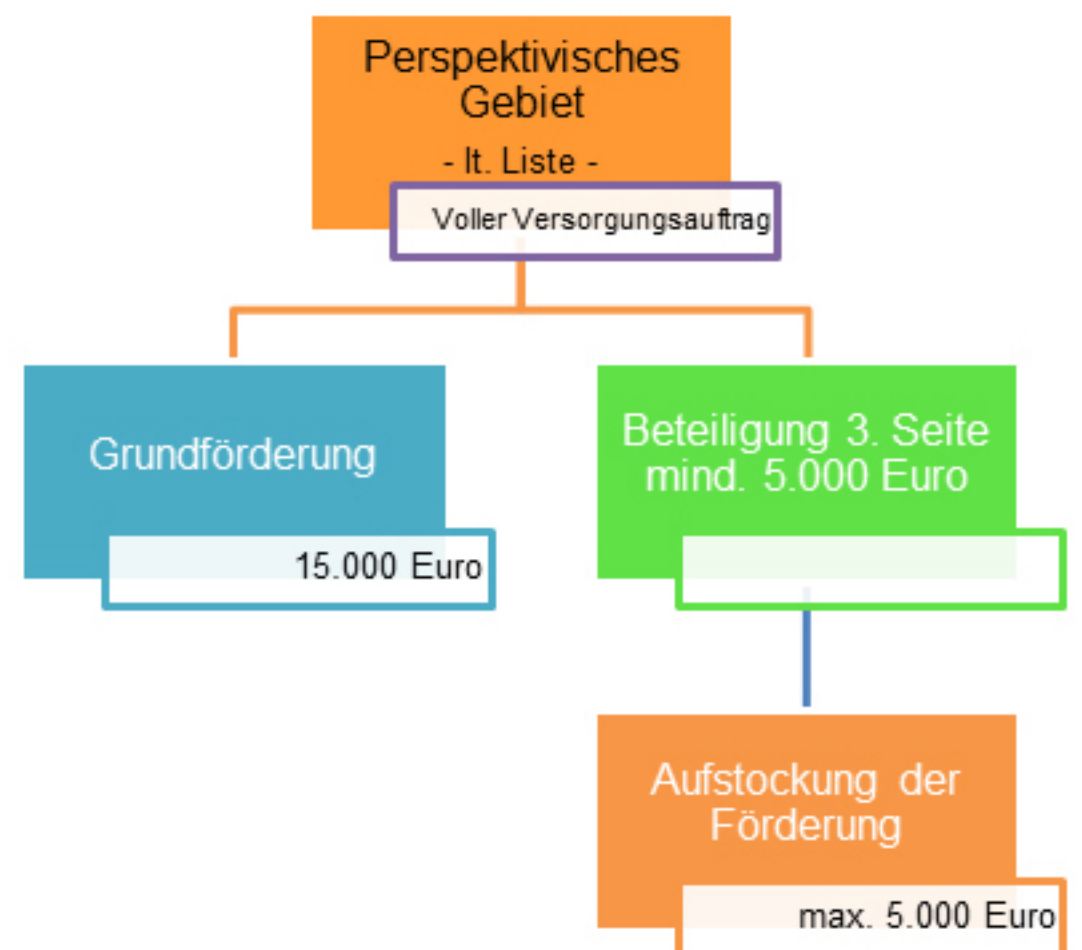 Perspektivisches
Gebiet
- lt. Liste -
Voller Versorgungsauftrag
Grundförderung
15.000 Euro
Beteiligung 3. Seite
mind. 5.000 Euro
Aufstockung der
Förderung
max. 5.000 Euro